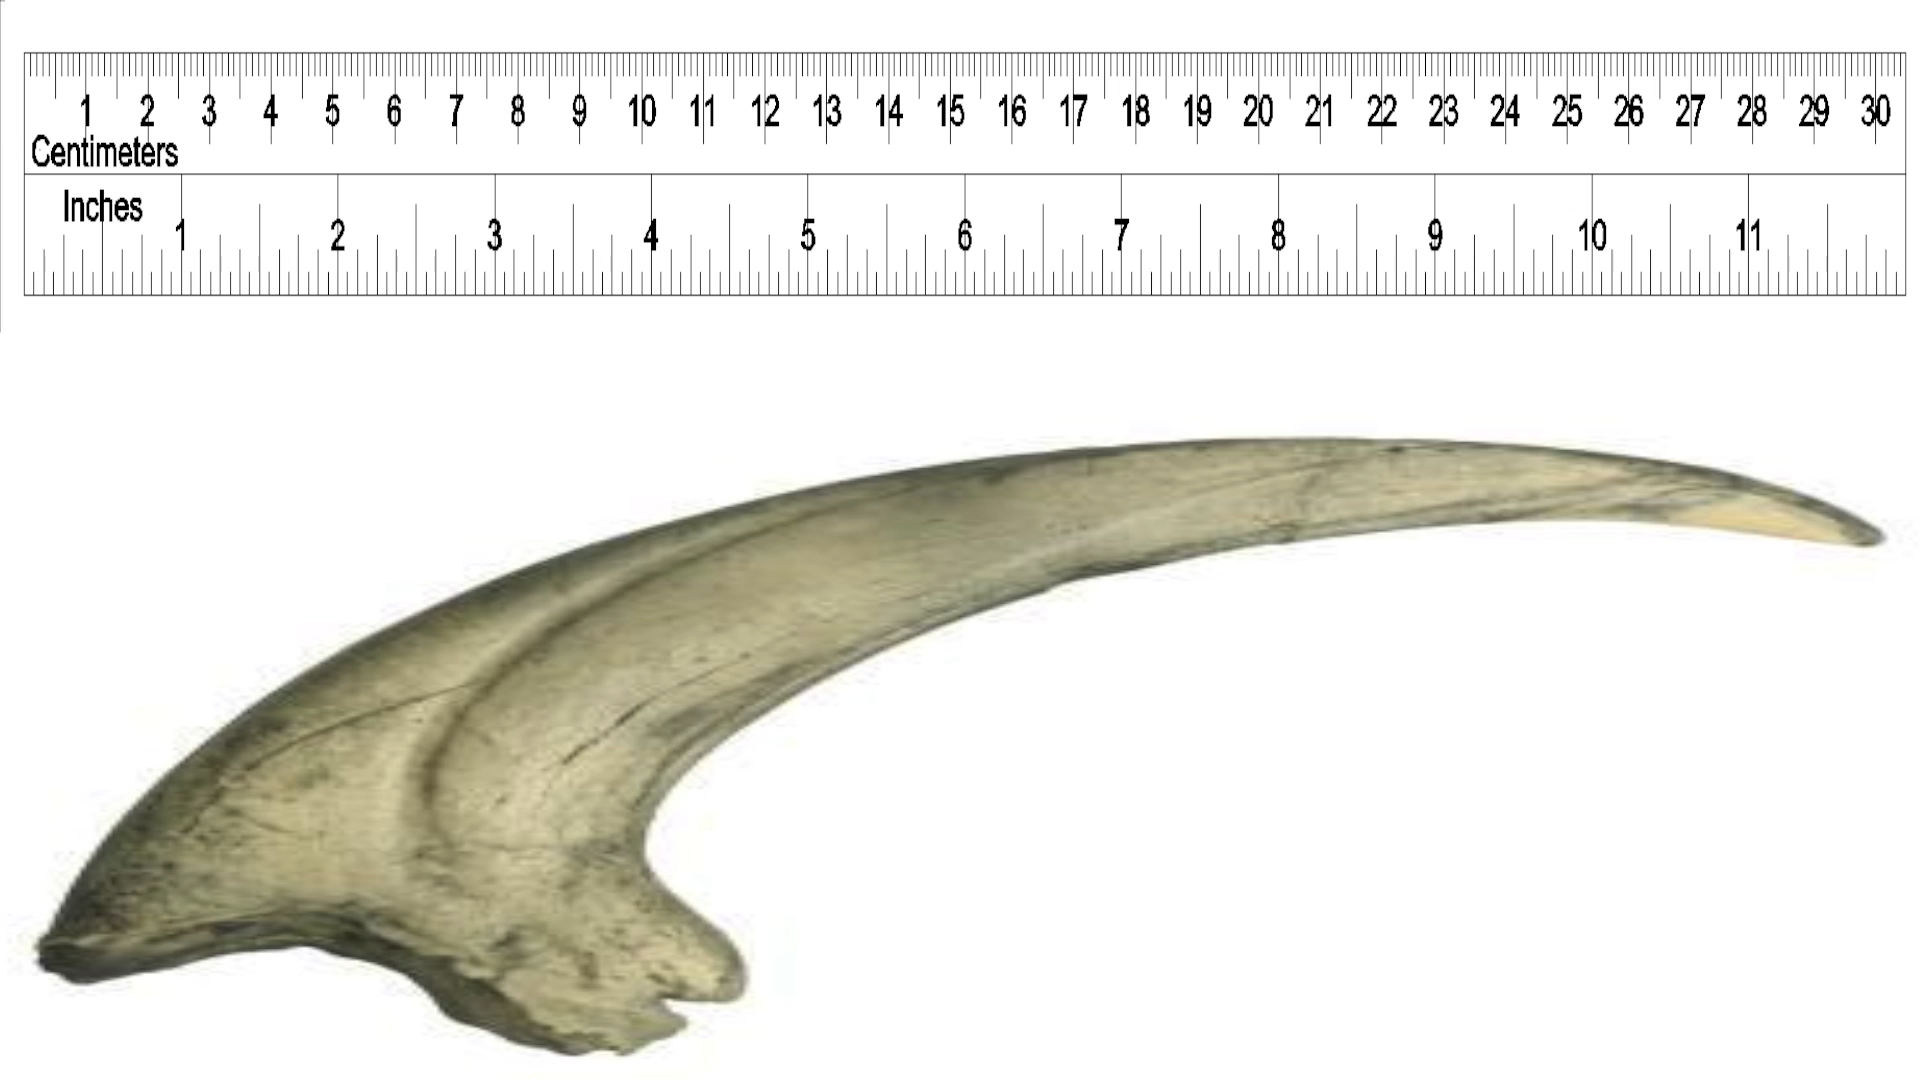 1 2 3 4 5 6 7 8 9 10 11 12 13 14 15 16 17 18 19 20 21 22 23 24 25 26 27 28 29 30
Centimeters
Inches
1 2 3 4 5 6 7 8 9 10 11